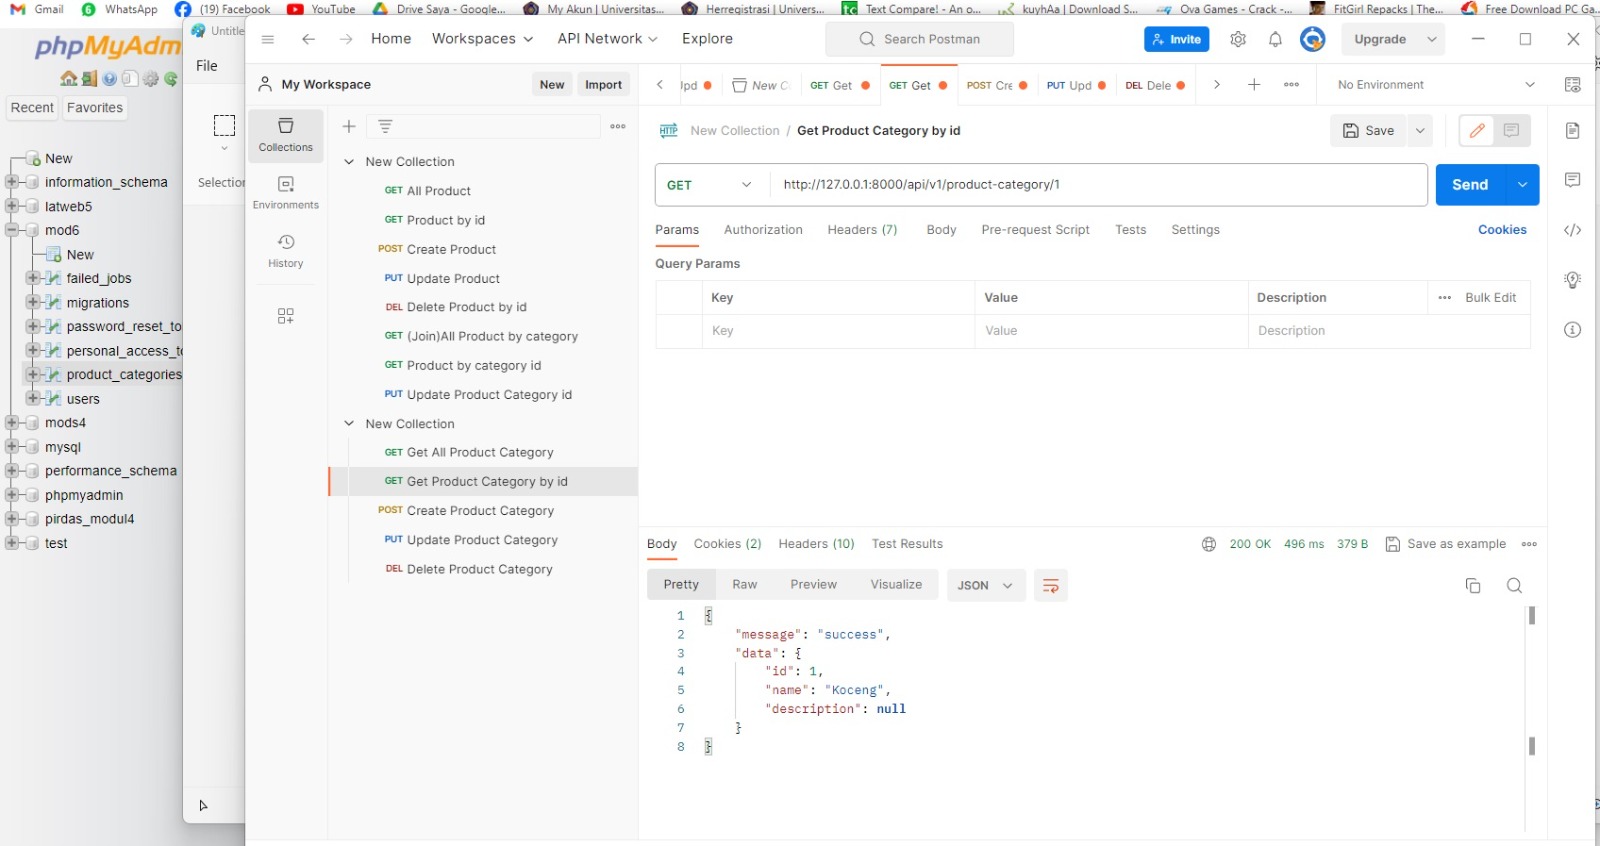 Gmail WhatsApp (19) Facebook YouTube Drive Saya - Google... My Akun | Universitas... Herregistrasi | Univers... Text Compare! - An o... kuyhAa | Download S... Ova Games - Crack -... FitGirl Repacks | The... Free Download PC Ga...
phpMyAdm
Recent Favorites
New
information_schema
latweb5
mod6
New
failed_jobs
migrations
password_reset_to
personal_access_to
product_categories
users
mods4
mysql
performance_schema
phpmyadmin
pirdas_modul4
test
Untitle
File
Selection
Home Workspaces API Network Explore Search Postman Invite Upgrade
My Workspace New Import
Collections
Environments
History
New Collection
GET All Product
GET Product by id
POST Create Product
PUT Update Product
DEL Delete Product by id
GET (Join)All Product by category
GET Product by category id
PUT Update Product Category id
New Collection
GET Get All Product Category
GET Get Product Category by id
POST Create Product Category
PUT Update Product Category
DEL Delete Product Category
Jpd New C GET Get GET Get POST Cre PUT Upd DEL Dele No Environment
HTTP New Collection / Get Product Category by id Save
GET http://127.0.0.1:8000/api/v1/product-category/1 Send
Params Authorization Headers (7) Body Pre-request Script Tests Settings Cookies
Query Params
Key Value Description Bulk Edit
Key Value Description
Body Cookies (2) Headers (10) Test Results 200 OK 496 ms 379 B Save as example
Pretty Raw Preview Visualize JSON
1 {
2 "message": "success",
3 "data": {
4 "id": 1,
5 "name": "Koceng",
6 "description": null
7 }
8 }